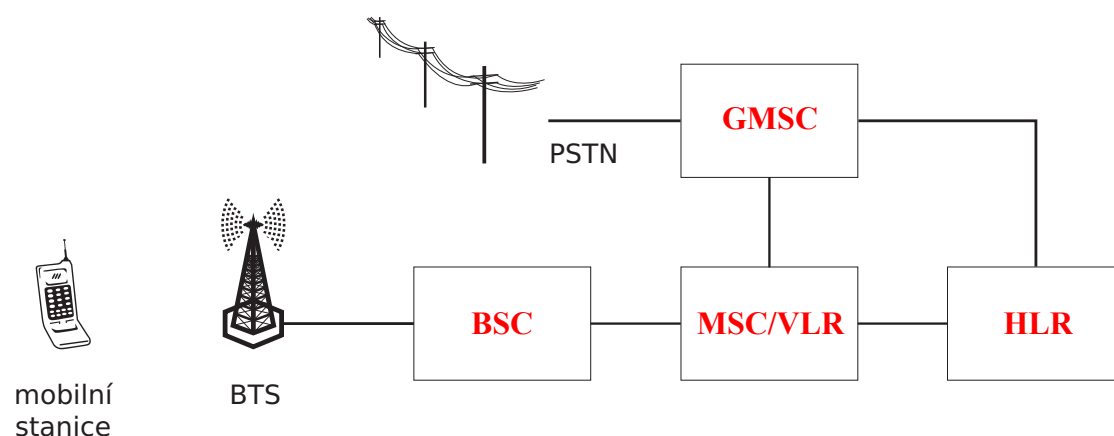 GMSC
PSTN
BSC
MSC/VLR
HLR
mobilní
stanice
BTS